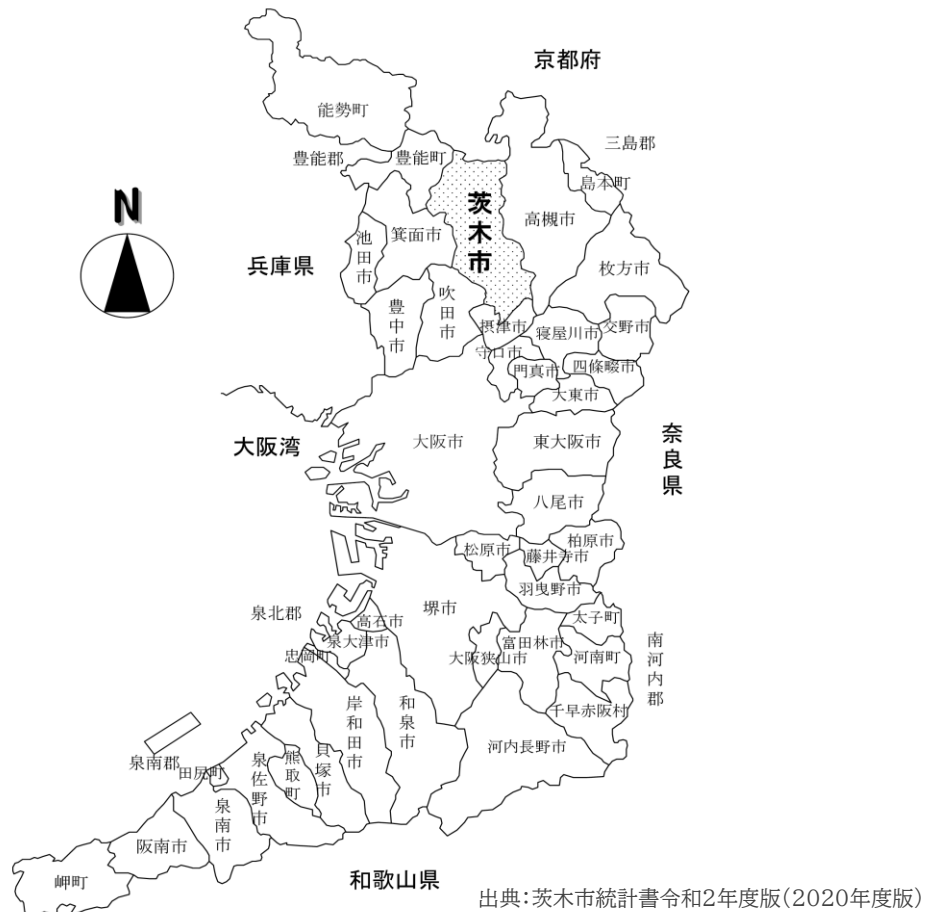 京都府
能勢町
三島郡
豊能郡
豊能町
島本町
N
茨木市
高槻市
池田市
箕面市
兵庫県
枚方市
吹田市
豊中市
摂津市
寝屋川市
交野市
守口市
門真市
四條畷市
大東市
大阪湾
大阪市
東大阪市
奈良県
八尾市
松原市
藤井寺市
柏原市
羽曳野市
泉北郡
高石市
堺市
太子町
泉大津市
富田林市
南河内郡
忠岡町
大阪狭山市
河南町
岸和田市
和泉市
千早赤阪村
河内長野市
泉南郡
田尻町
泉佐野市
熊取町
貝塚市
泉南市
阪南市
岬町
和歌山県
出典:茨木市統計書令和2年度版(2020年度版)